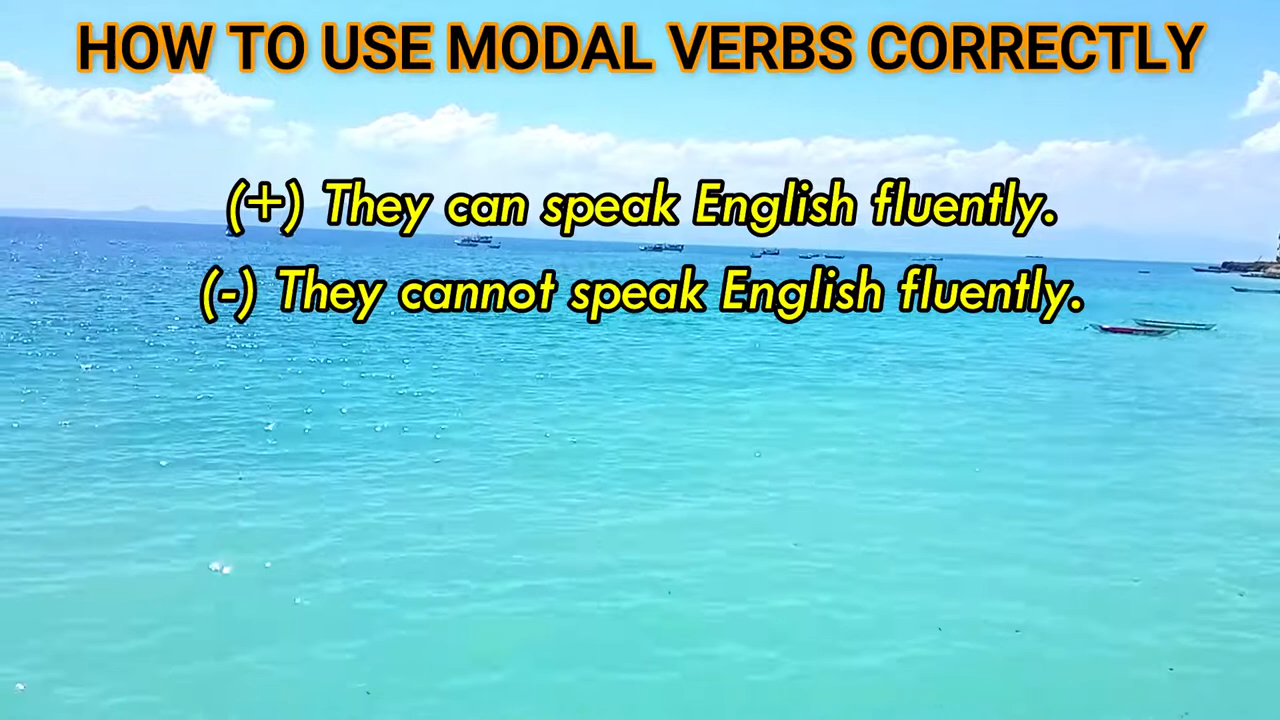 HOW TO USE MODAL VERBS CORRECTLY
(+) They can speak English fluently.
(-) They cannot speak English fluently.